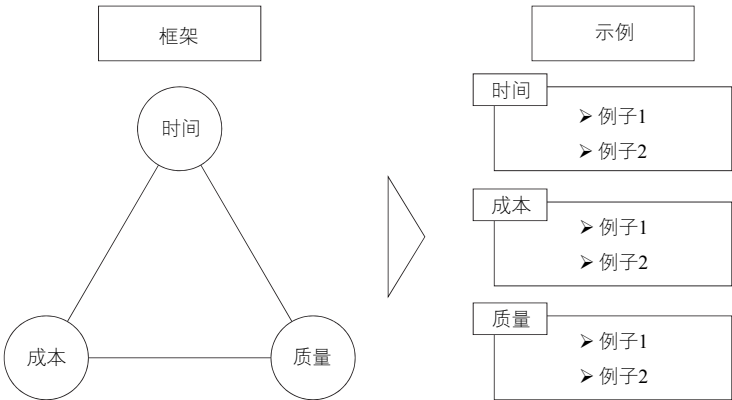 框架
时间
成本
质量
示例
时间
➢ 例子1
➢ 例子2
成本
➢ 例子1
➢ 例子2
质量
➢ 例子1
➢ 例子2